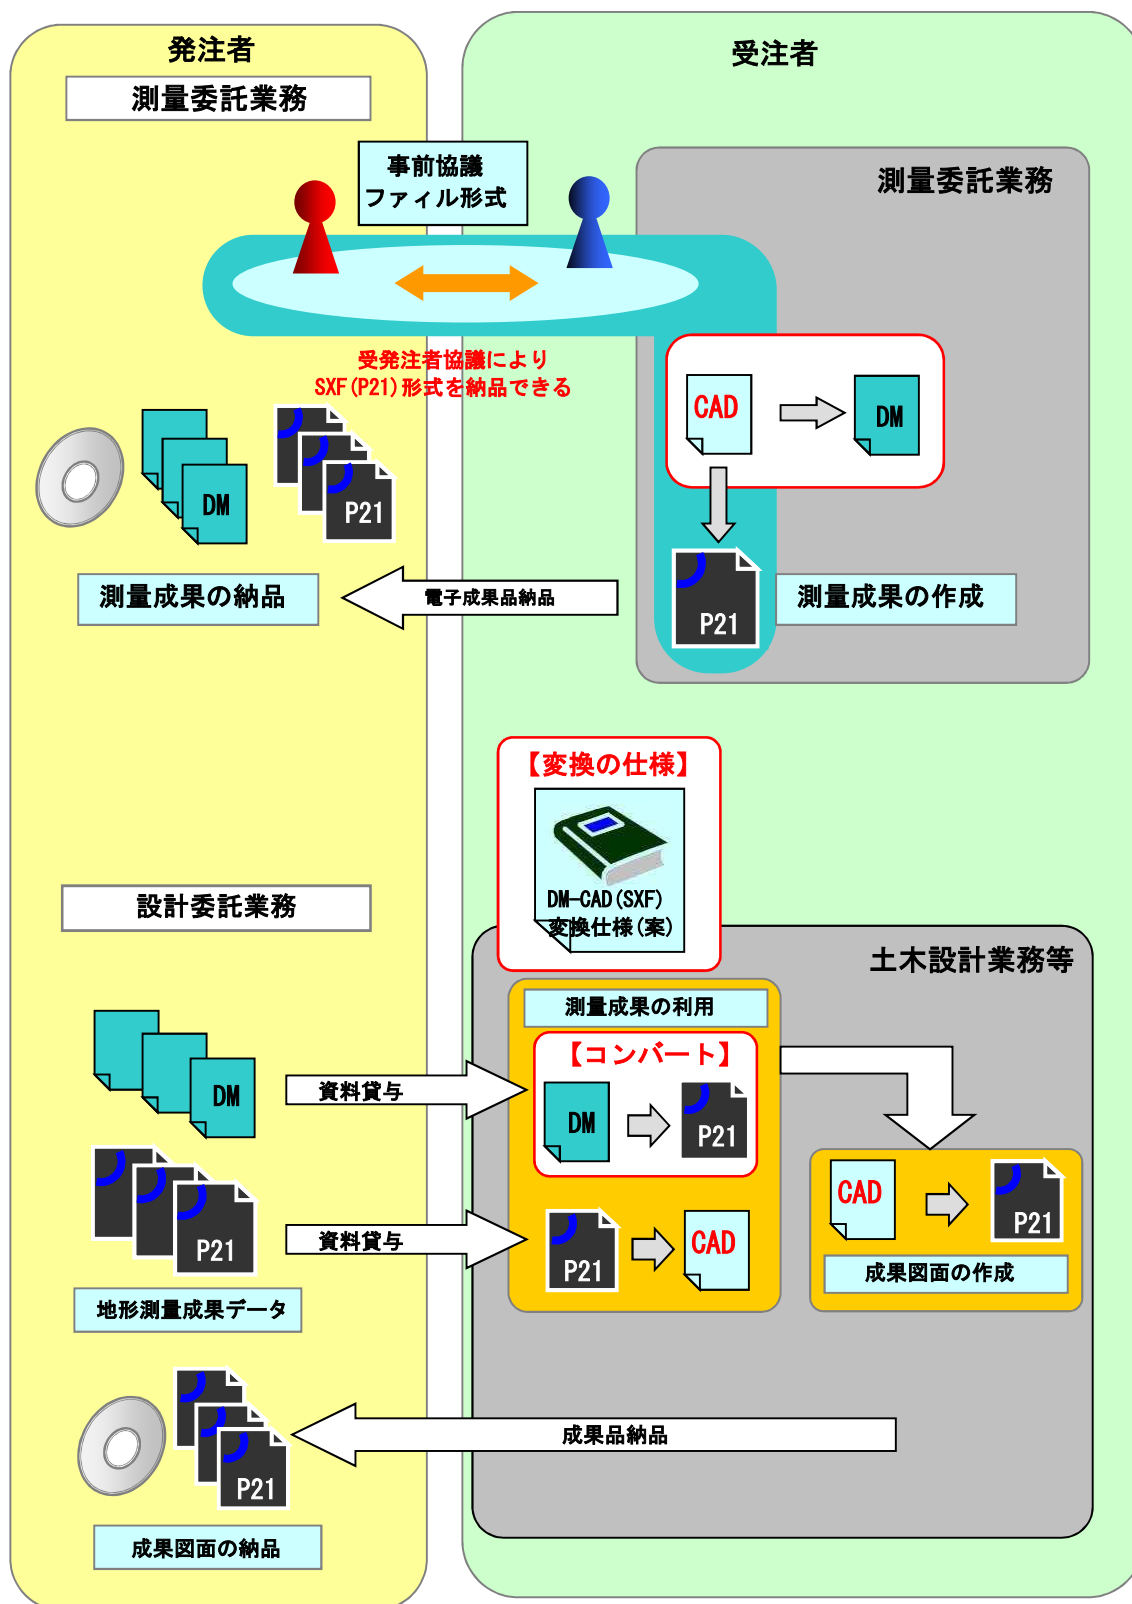 発注者
受注者
測量委託業務
事前協議
ファィル形式
測量委託業務
受発注者協議により
SXF(P21)形式を納品できる
CAD
DM
DM
P21
P21
測量成果の納品
電子成果品納品
測量成果の作成
【変換の仕様】
DM-CAD(SXF)
変換仕様(案)
設計委託業務
土木設計業務等
測量成果の利用
【コンバート】
DM
資料貸与
DM
P21
P21
資料貸与
P21
CAD
CAD
P21
成果図面の作成
地形測量成果データ
成果品納品
P21
成果図面の納品